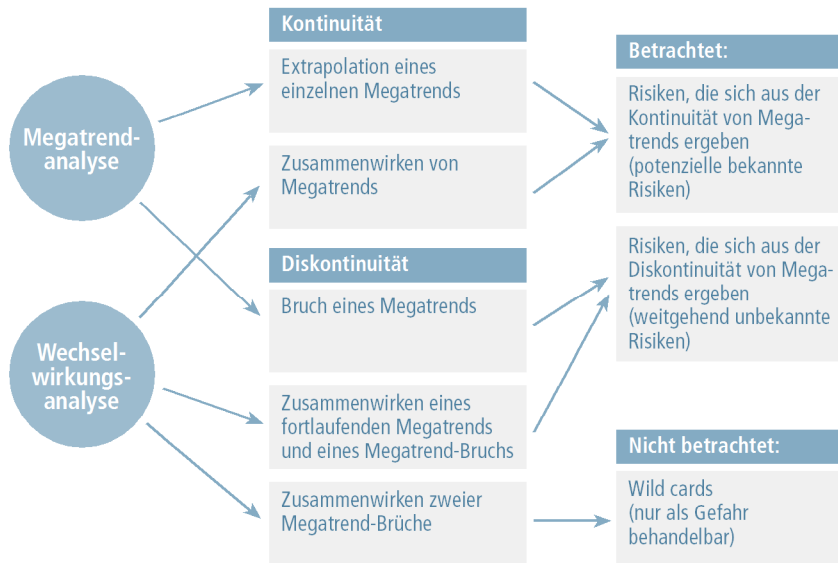 Megatrend-
analyse
Wechsel-
wirkungs-
analyse
Kontinuität
Extrapolation eines
einzelnen Megatrends
Zusammenwirken von
Megatrends
Diskontinuität
Bruch eines Megatrends
Zusammenwirken eines
fortlaufenden Megatrends
und eines Megatrend-Bruchs
Zusammenwirken zweier
Megatrend-Brüche
Betrachtet:
Risiken, die sich aus der
Kontinuität von Mega-
trends ergeben
(potenzielle bekannte
Risiken)
Risiken, die sich aus der
Diskontinuität von Mega-
trends ergeben
(weitgehend unbekannte
Risiken)
Nicht betrachtet:
Wild cards
(nur als Gefahr
behandelbar)